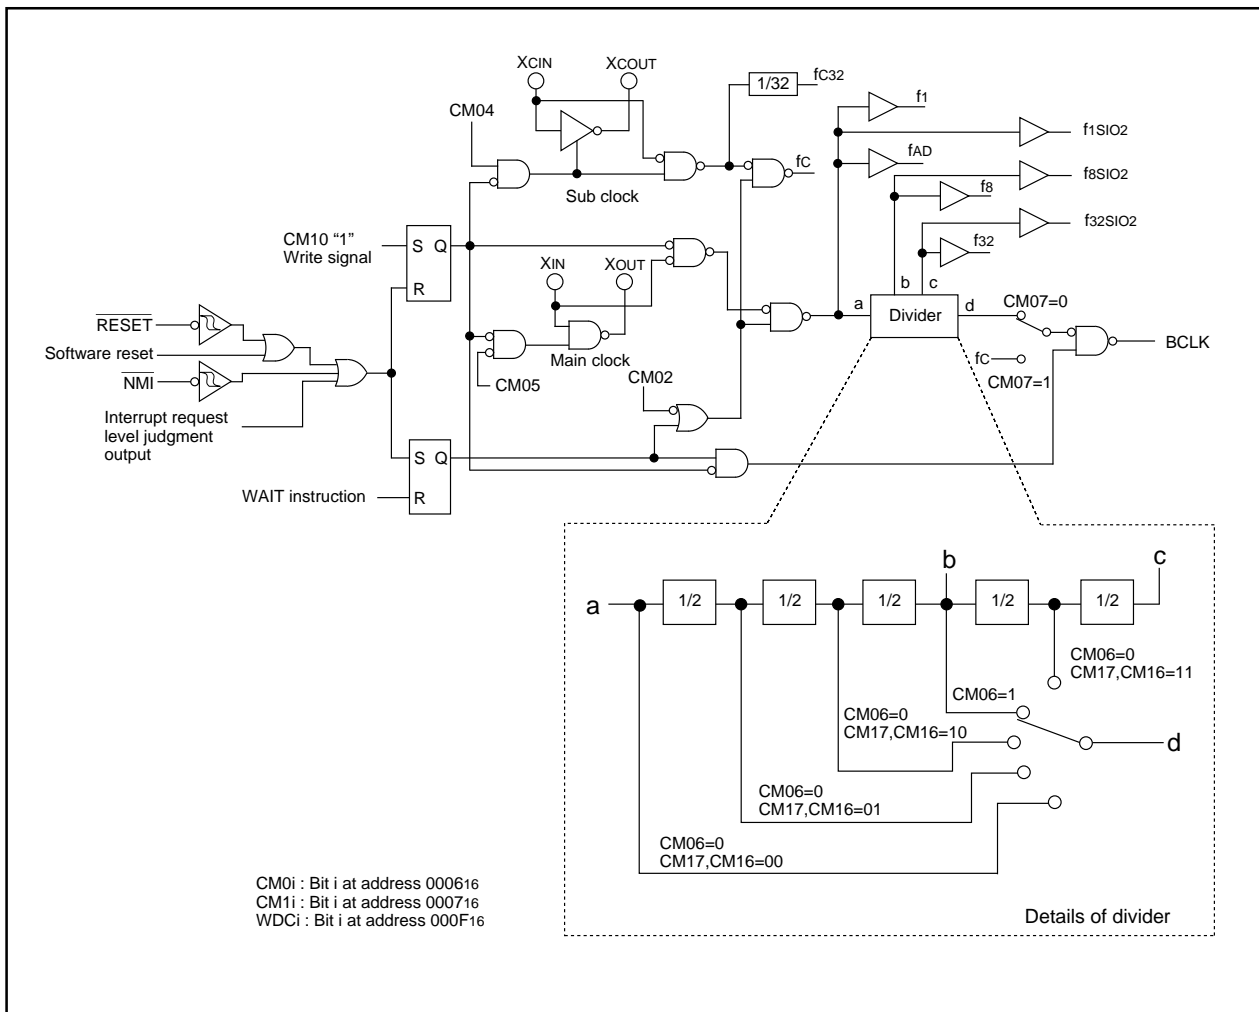 XCIN
XCOUT
1/32
fC32
CM04
f1
f1SIO2
fC
fAD
f8SIO2
Sub clock
f8
f32SIO2
CM10 “1”
Write signal
S Q
R
XIN
XOUT
f32
b c
a
Divider
d
CM07=0
RESET
Software reset
NMI
Main clock
fC
CM07=1
BCLK
CM05
CM02
Interrupt request
level judgment
output
S Q
R
WAIT instruction
b
c
a
1/2
1/2
1/2
1/2
1/2
CM06=0
CM17,CM16=11
CM06=1
CM06=0
CM17,CM16=10
d
CM06=0
CM17,CM16=01
CM06=0
CM17,CM16=00
CM0i : Bit i at address 000616
CM1i : Bit i at address 000716
WDCi : Bit i at address 000F16
Details of divider